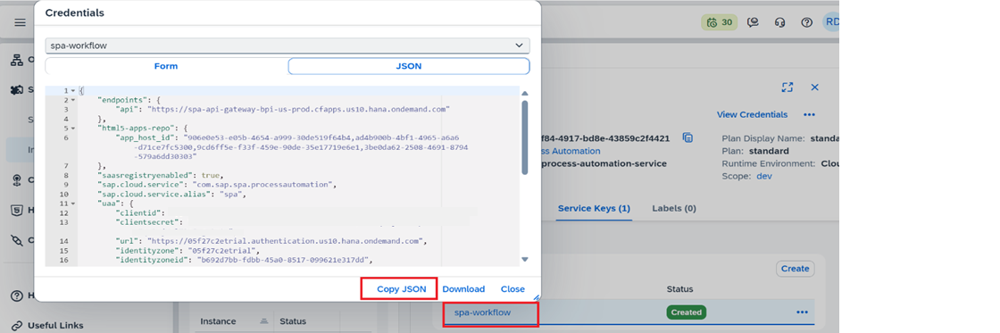 Credentials
spa-workflow
Form
JSON
1 {
2 "endpoints": {
3 "api": "https://spa-api-gateway-bpi-us-prod.cfapps.us10.hana.ondemand.com"
4 },
5 "html5-apps-repo": {
6 "app_host_id": "906e0e53-e05b-4654-a999-30de519f64b4,ad4b900b-4bf1-4965-a6a6
-d71ce7fc5300,9cd6ff5e-f33f-459e-90de-35e17719e6e1,3be0da62-2508-4691-8794
-579a6dd30303"
7 },
8 "saasregistryenabled": true,
9 "sap.cloud.service": "com.sap.spa.processautomation",
10 "sap.cloud.service.alias": "spa",
11 "uaa": {
12 "clientid":
13 "clientsecret":
14 "url": "https://05f27c2etrial.authentication.us10.hana.ondemand.com",
15 "identityzone": "05f27c2etrial",
16 "identityzoneid": "b692d7bb-fdbb-45a0-8517-099621e317dd",
Copy JSON
Download
Close
30
RD
View Credentials
f84-4917-bd8e-43859c2f4421
ss Automation
process-automation-service
Plan Display Name: standa
Plan: standard
Runtime Environment: Clou
Scope: dev
Service Keys (1)
Labels (0)
Create
Status
spa-workflow
Created
Instance
Status
Useful Links